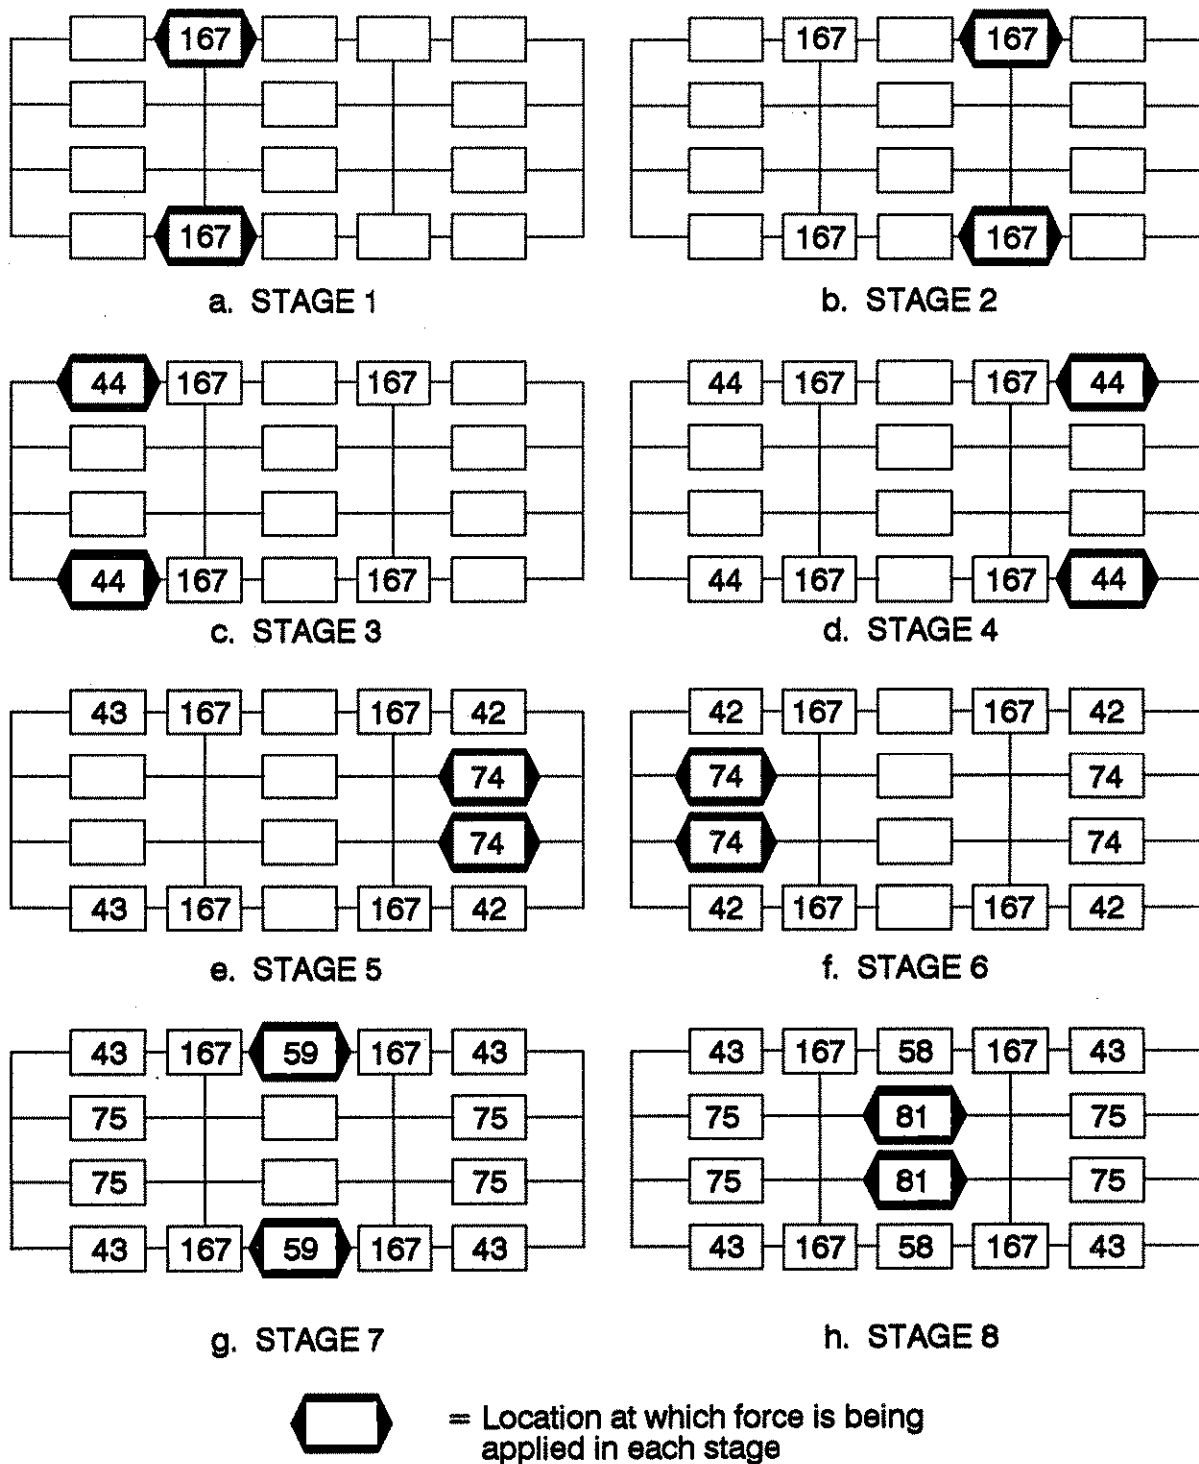 167 167
167 167
167 167
a. STAGE 1 b. STAGE 2
44 167 167 44 167 167 44
44 167 167 44 167 167 44
c. STAGE 3 d. STAGE 4
43 167 167 42 42 167 167 42
74 74 74
74 74 74
43 167 167 42 42 167 167 42
e. STAGE 5 f. STAGE 6
43 167 59 167 43 43 167 58 167 43
75 75 75 81 75
75 75 75 81 75
43 167 59 167 43 43 167 58 167 43
g. STAGE 7 h. STAGE 8
= Location at which force is being
applied in each stage